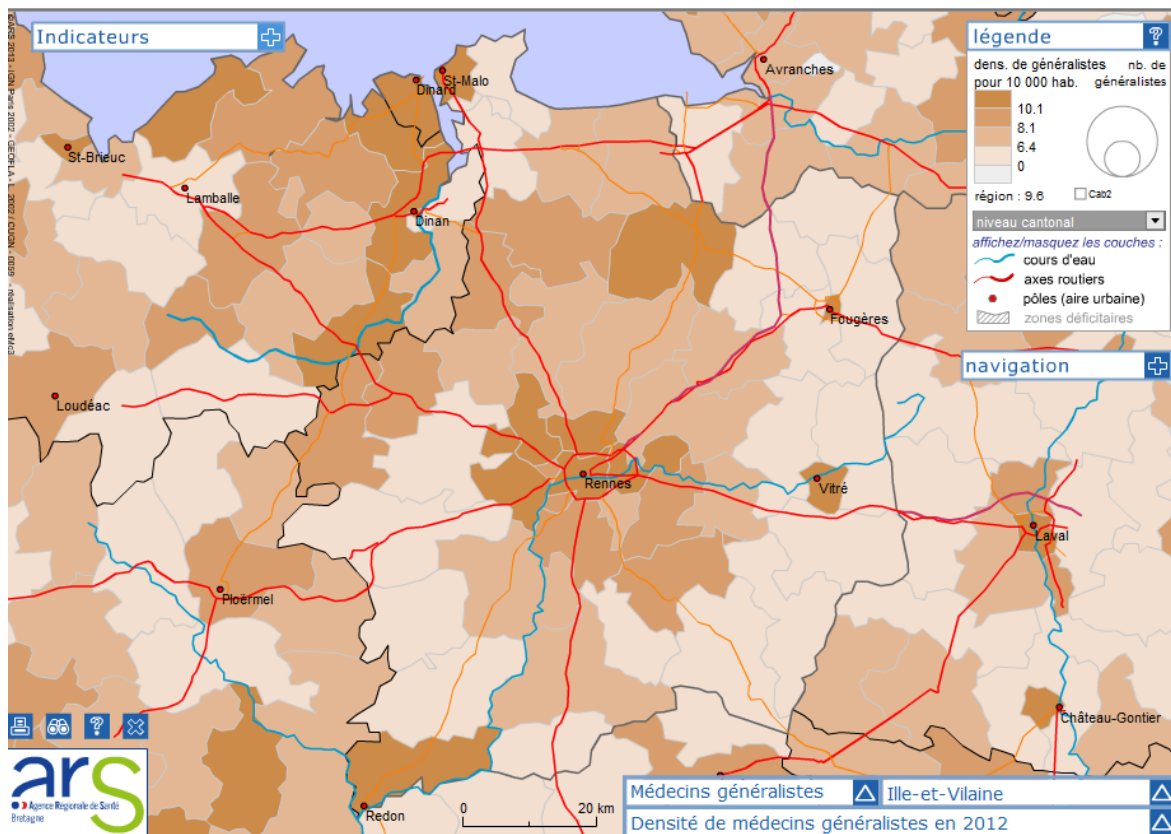 Indicateurs
légende
dens. de généralistes
pour 10 000 hab.
nb. de
généralistes
10.1
8.1
6.4
0
région : 9.6
Cab2
niveau cantonal
affichez/masquez les couches :
cours d'eau
axes routiers
pôles (aire urbaine)
zones déficitaires
navigation
St-Malo
Dinard
Avranches
St-Brieuc
Lamballe
Dinan
Fougères
Loudéac
Rennes
Vitré
Laval
Ploërmel
Château-Gontier
Redon
0
20 km
ars
Agence Régionale de Santé
Bretagne
Médecins généralistes
Ille-et-Vilaine
Densité de médecins généralistes en 2012